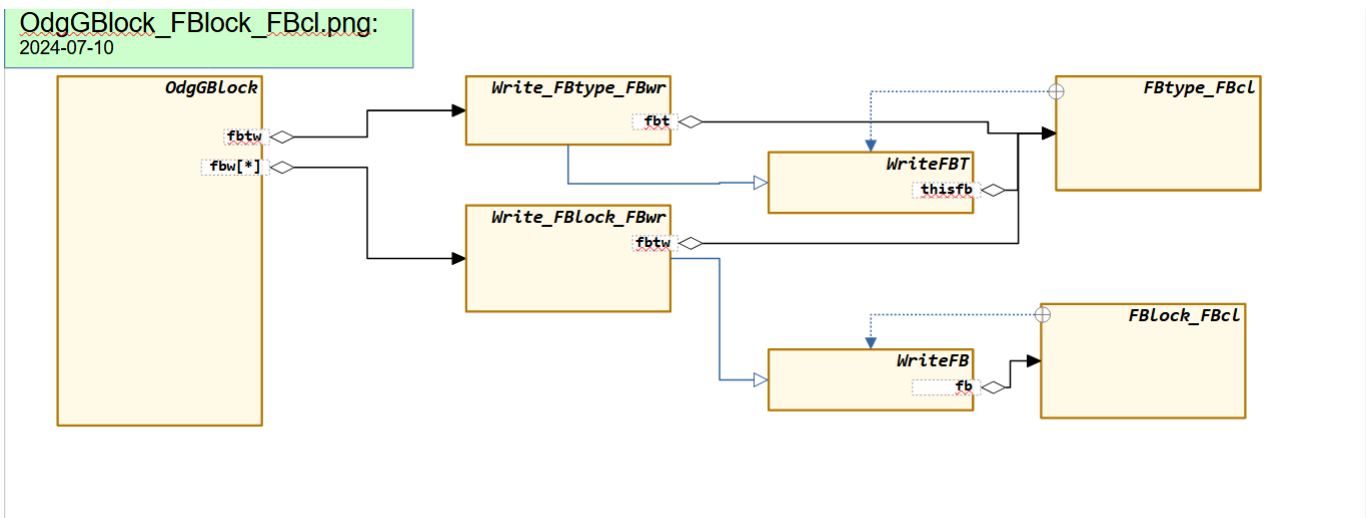 OdgGBlock_FBlock_FBcl.png:
2024-07-10
OdgGBlock
fbtw
fbw[*]
Write_FBtype_FBwr
fbt
FBtype_FBcl
WriteFBT
thisfb
Write_FBlock_FBwr
fbtw
FBlock_FBcl
WriteFB
fb